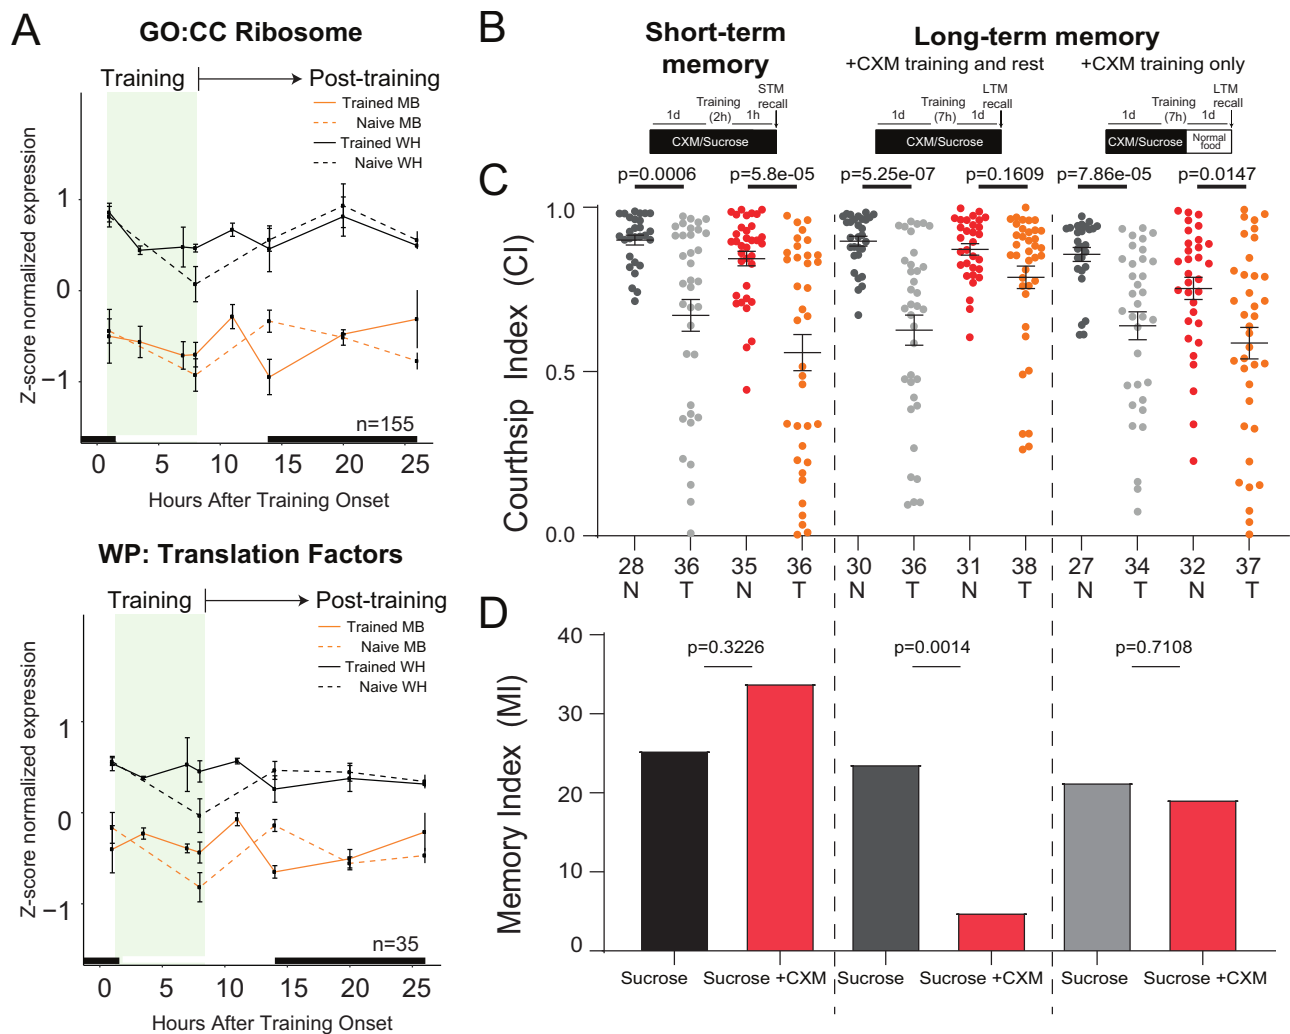 A
GO:CC Ribosome
Training
Post-training
Trained MB
Naive MB
Trained WH
Naive WH
Z-score normalized expression
1
0
−1
n=155
0 5 10 15 20 25
Hours After Training Onset
WP: Translation Factors
Training
Post-training
Trained MB
Naive MB
Trained WH
Naive WH
Z-score normalized expression
1
0
−1
n=35
0 5 10 15 20 25
Hours After Training Onset
B
Short-term
memory
Long-term memory
+CXM training and rest
+CXM training only
STM
recall
Training
1d (2h) 1h
CXM/Sucrose
LTM
recall
Training
1d (7h) 1d
CXM/Sucrose
LTM
recall
Training
1d (7h) 1d
CXM/Sucrose
Normal
food
C
p=0.0006 p=5.8e-05 p=5.25e-07 p=0.1609 p=7.86e-05 p=0.0147
Courthsip Index (CI)
1.0
0.5
0.0
28 36 35 36 30 36 31 38 27 34 32 37
N T N T N T N T N T N T
D
p=0.3226 p=0.0014 p=0.7108
Memory Index (MI)
40
30
20
10
0
Sucrose Sucrose +CXM Sucrose Sucrose +CXM Sucrose Sucrose +CXM